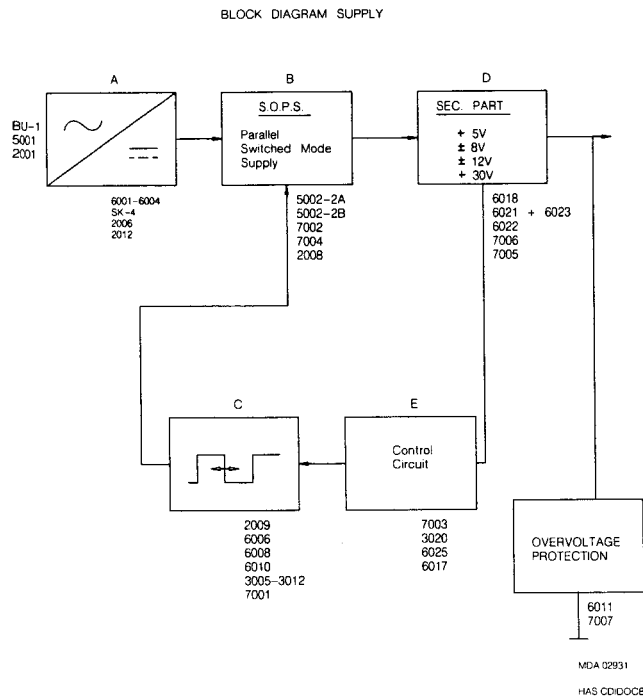 BLOCK DIAGRAM SUPPLY
A
BU-1
5001
2001
6001-6004
SK-4
2006
2012
B
S.O.P.S.
Parallel
Switched Mode
Supply
5002-2A
5002-2B
7002
7004
2008
D
SEC. PART
+ 5V
± 8V
± 12V
+ 30V
6018
6021 + 6023
6022
7006
7005
C
2009
6006
6008
6010
3005-3012
7001
E
Control
Circuit
7003
3020
6025
6017
OVERVOLTAGE
PROTECTION
6011
7007
MDA 02931
HAS CDIDOCB